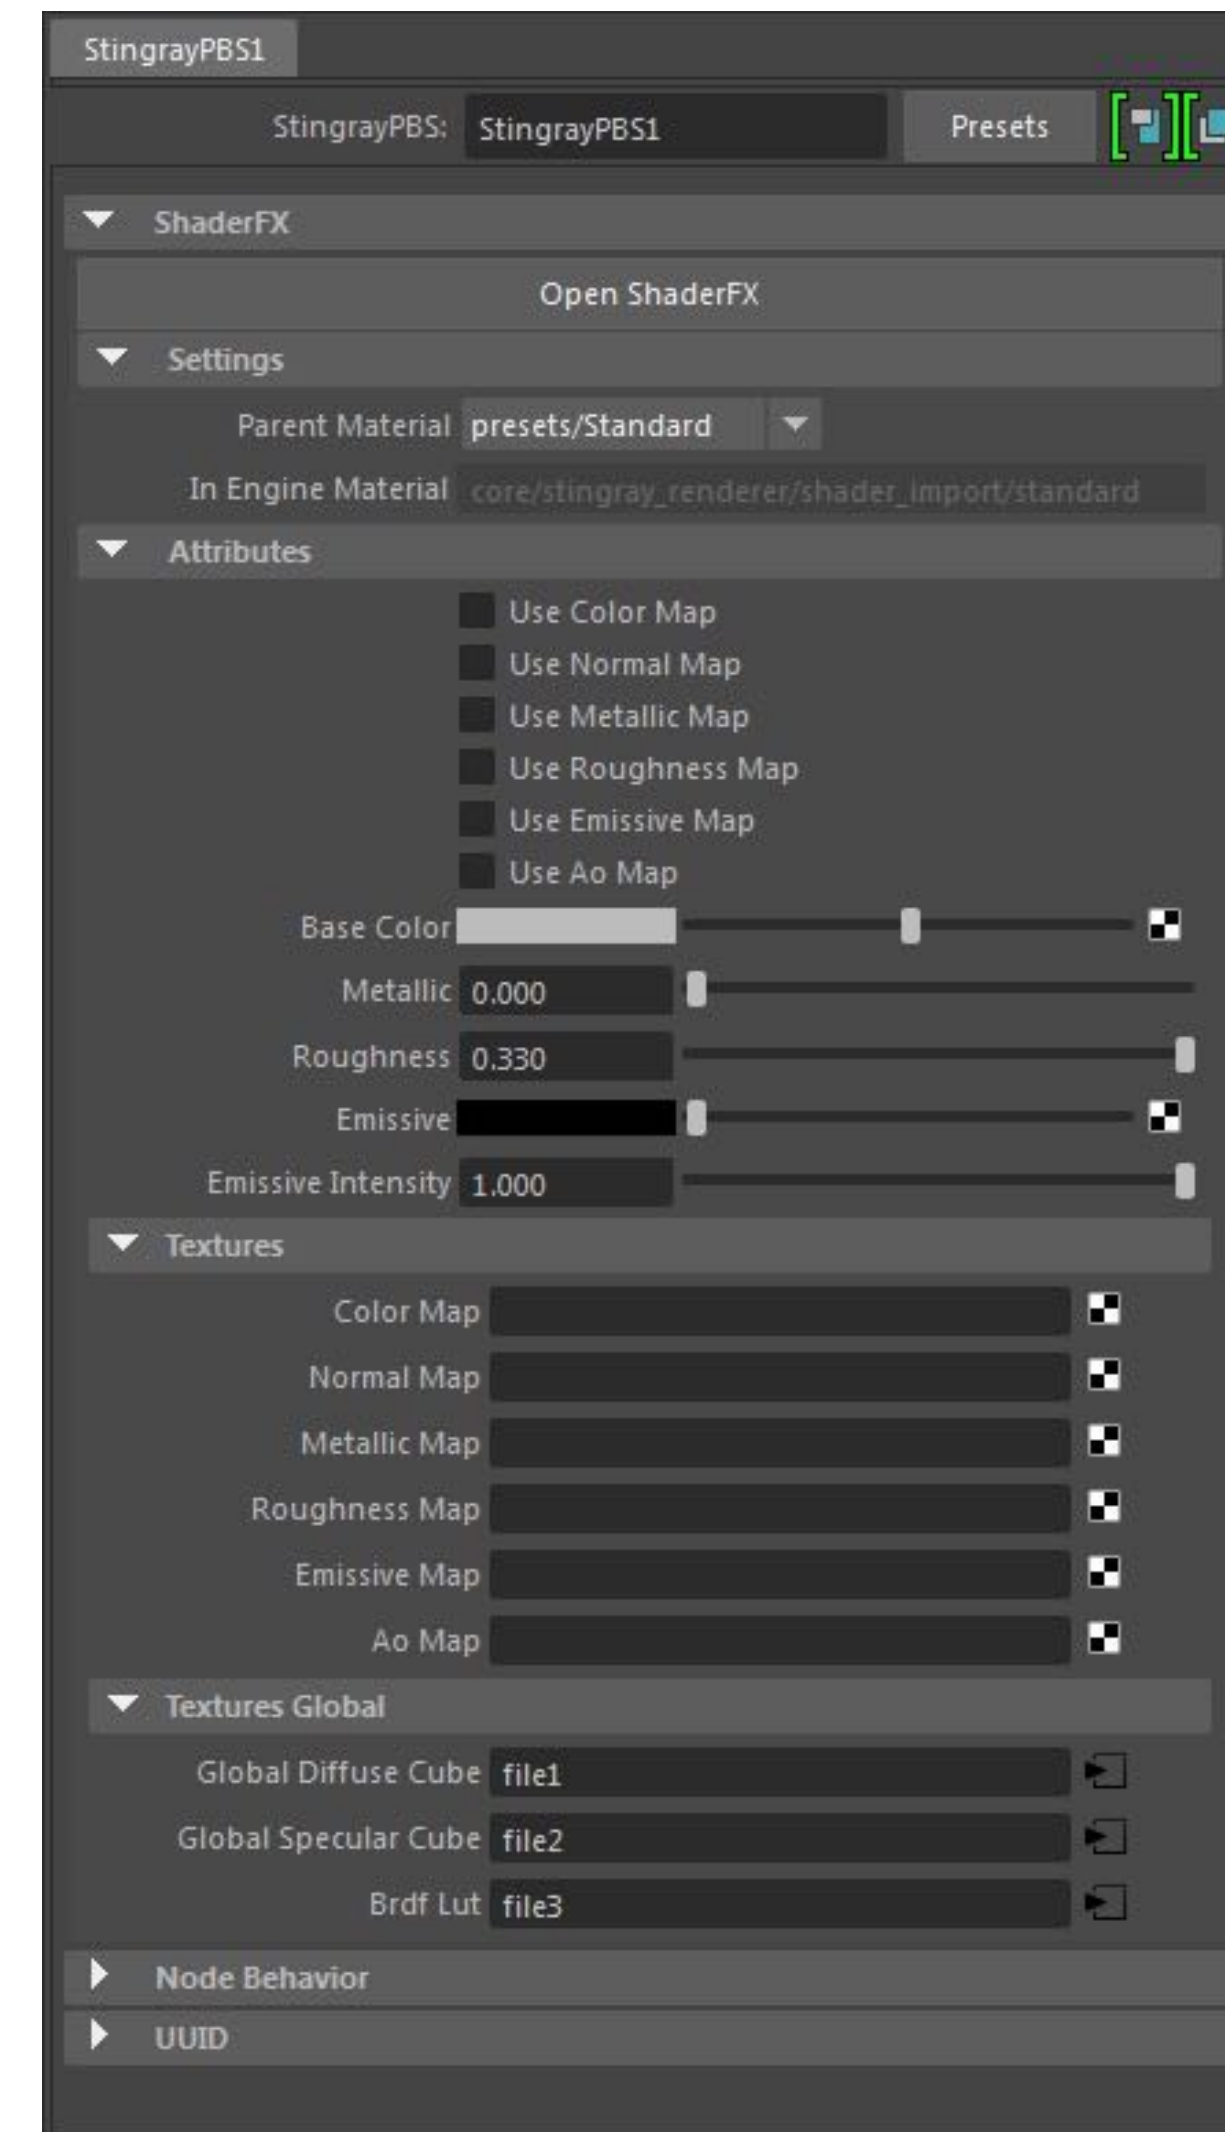 StingrayPBS1
StingrayPBS: StingrayPBS1 Presets
ShaderFX
Open ShaderFX
Settings
Parent Material presets/Standard
In Engine Material core/stingray_renderer/shader_import/standard
Attributes
Use Color Map
Use Normal Map
Use Metallic Map
Use Roughness Map
Use Emissive Map
Use Ao Map
Base Color
Metallic 0.000
Roughness 0.330
Emissive
Emissive Intensity 1.000
Textures
Color Map
Normal Map
Metallic Map
Roughness Map
Emissive Map
Ao Map
Textures Global
Global Diffuse Cube file1
Global Specular Cube file2
Brdf Lut file3
Node Behavior
UUID